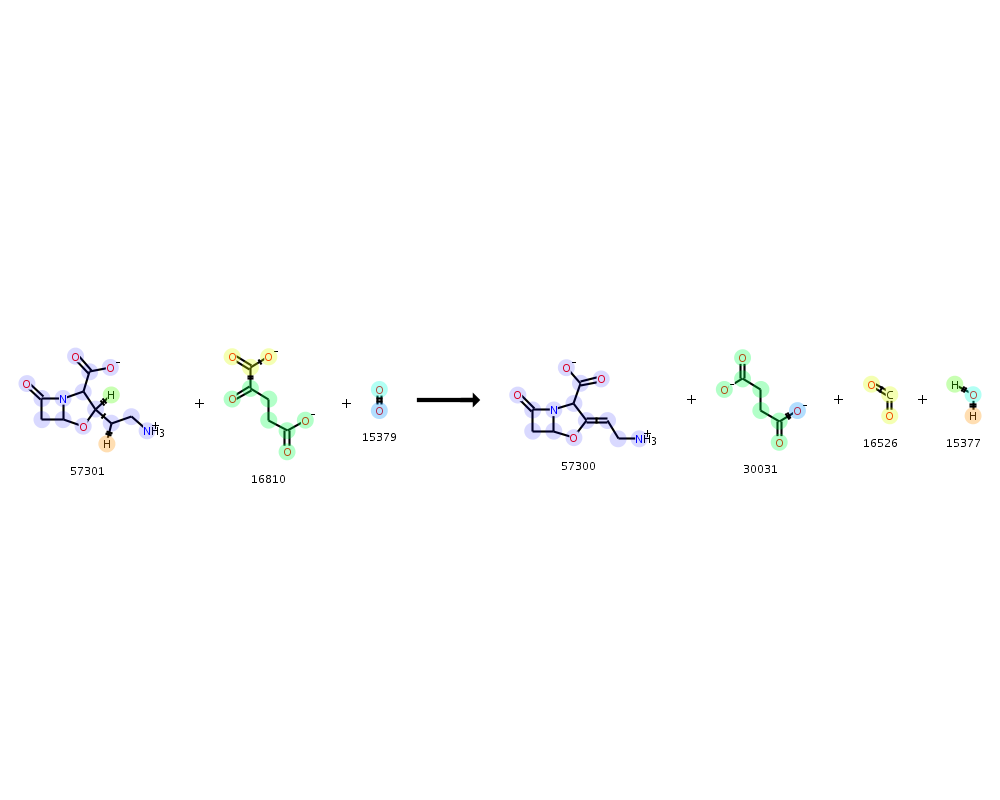 O O − H O N O H NH3 +
57301
+
O O − O O − O
16810
+
O O
15379
O − O O N O NH3 +
57300
+
O O − O − O
30031
+
O C O
16526
+
H O H
15377